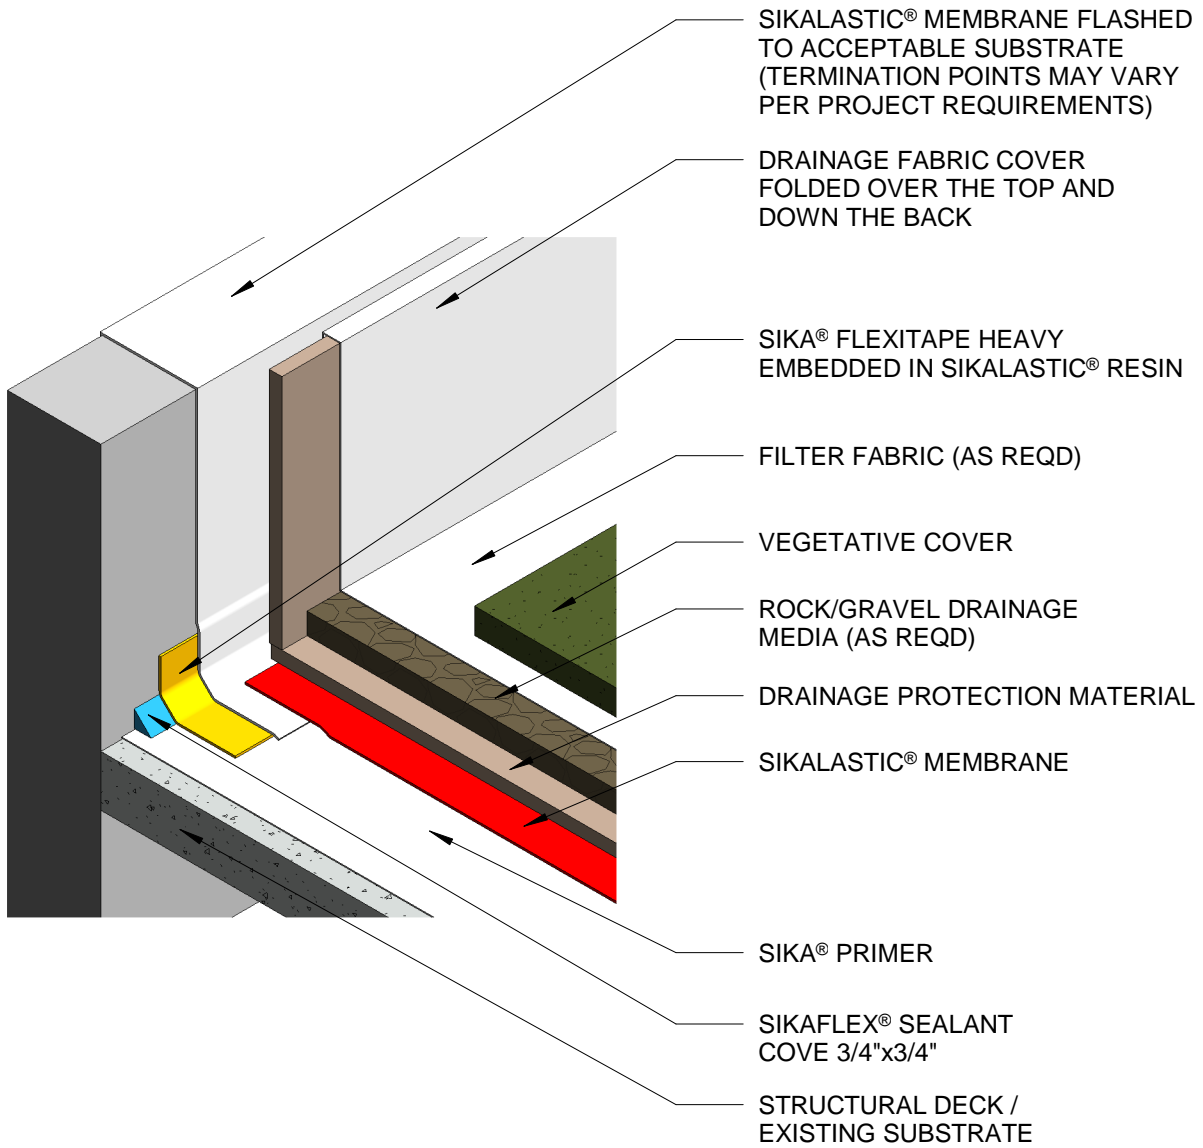 SIKALASTIC® MEMBRANE FLASHED
TO ACCEPTABLE SUBSTRATE
(TERMINATION POINTS MAY VARY
PER PROJECT REQUIREMENTS)
DRAINAGE FABRIC COVER
FOLDED OVER THE TOP AND
DOWN THE BACK
SIKA® FLEXITAPE HEAVY
EMBEDDED IN SIKALASTIC® RESIN
FILTER FABRIC (AS REQD)
VEGETATIVE COVER
ROCK/GRAVEL DRAINAGE
MEDIA (AS REQD)
DRAINAGE PROTECTION MATERIAL
SIKALASTIC® MEMBRANE
SIKA® PRIMER
SIKAFLEX® SEALANT
COVE 3/4"x3/4"
STRUCTURAL DECK /
EXISTING SUBSTRATE